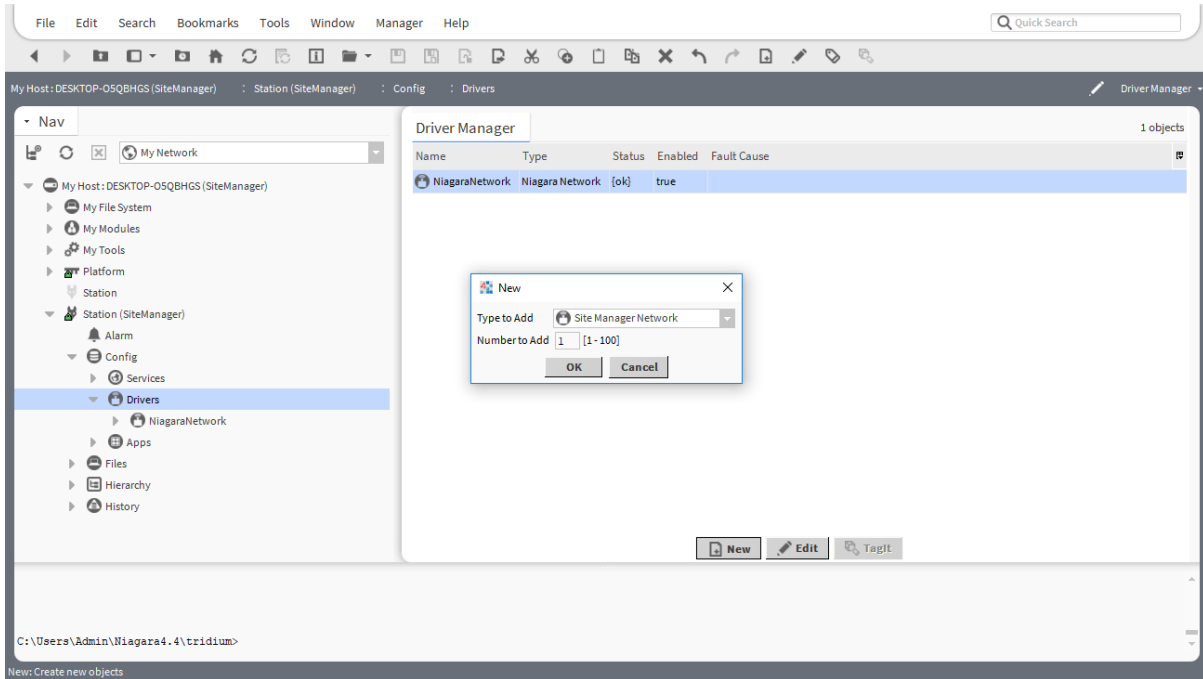 File Edit Search Bookmarks Tools Window Manager Help
Quick Search
My Host : DESKTOP-O5QBHGS (SiteManager) : Station (SiteManager) : Config : Drivers
Driver Manager
Nav
My Network
My Host : DESKTOP-O5QBHGS (SiteManager)
My File System
My Modules
My Tools
Platform
Station
Station (SiteManager)
Alarm
Config
Services
Drivers
NiagaraNetwork
Apps
Files
Hierarchy
History
Driver Manager
1 objects
Name Type Status Enabled Fault Cause
NiagaraNetwork Niagara Network {ok} true
New
Type to Add Site Manager Network
Number to Add 1 [1 - 100]
OK Cancel
New Edit TagIt
C:\Users\Admin\Niagara4.4\tridium>
New: Create new objects